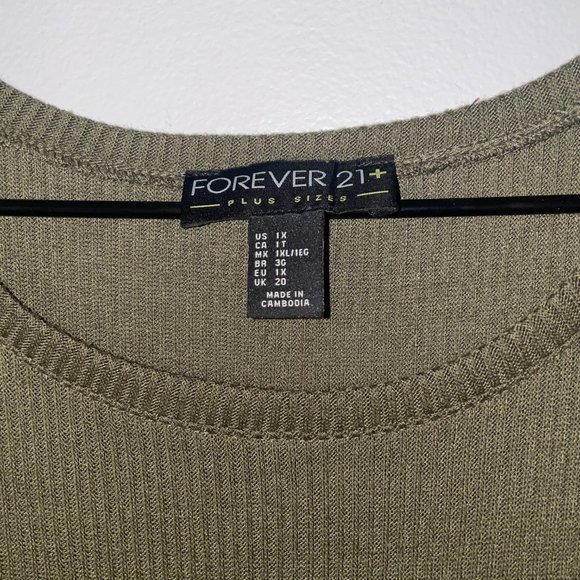 FOREVER 21+
PLUS SIZES
US 1X
CA 1T
MX 1XL/1EG
BR 3G
EU 1X
UK 20
MADE IN
CAMBODIA